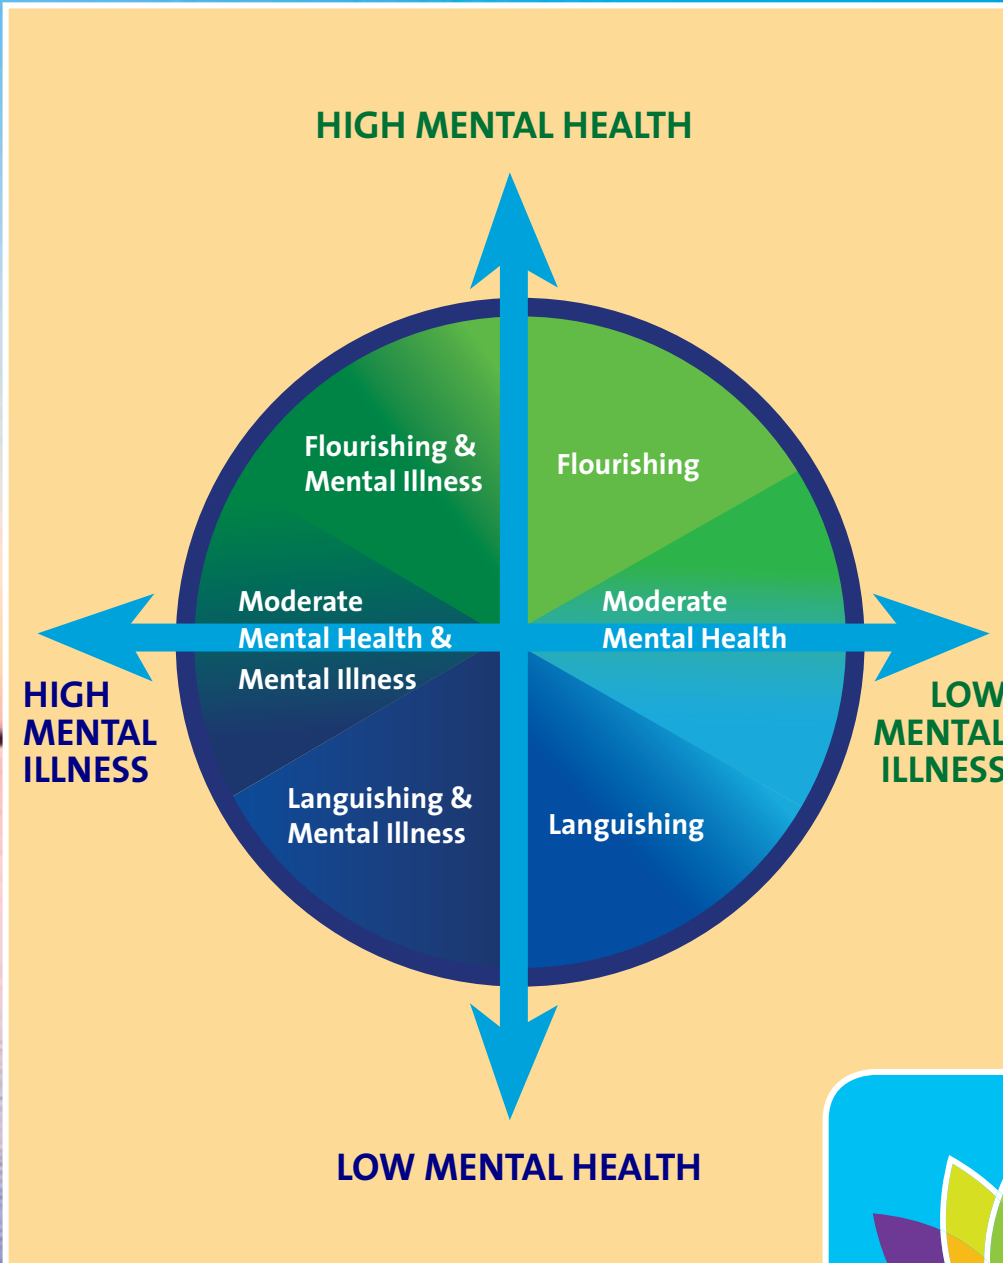 HIGH MENTAL HEALTH
Flourishing &
Mental Illness
Flourishing
Moderate
Mental Health &
Mental Illness
Moderate
Mental Health
HIGH
MENTAL
ILLNESS
LOW
MENTAL
ILLNESS
Languishing &
Mental Illness
Languishing
LOW MENTAL HEALTH